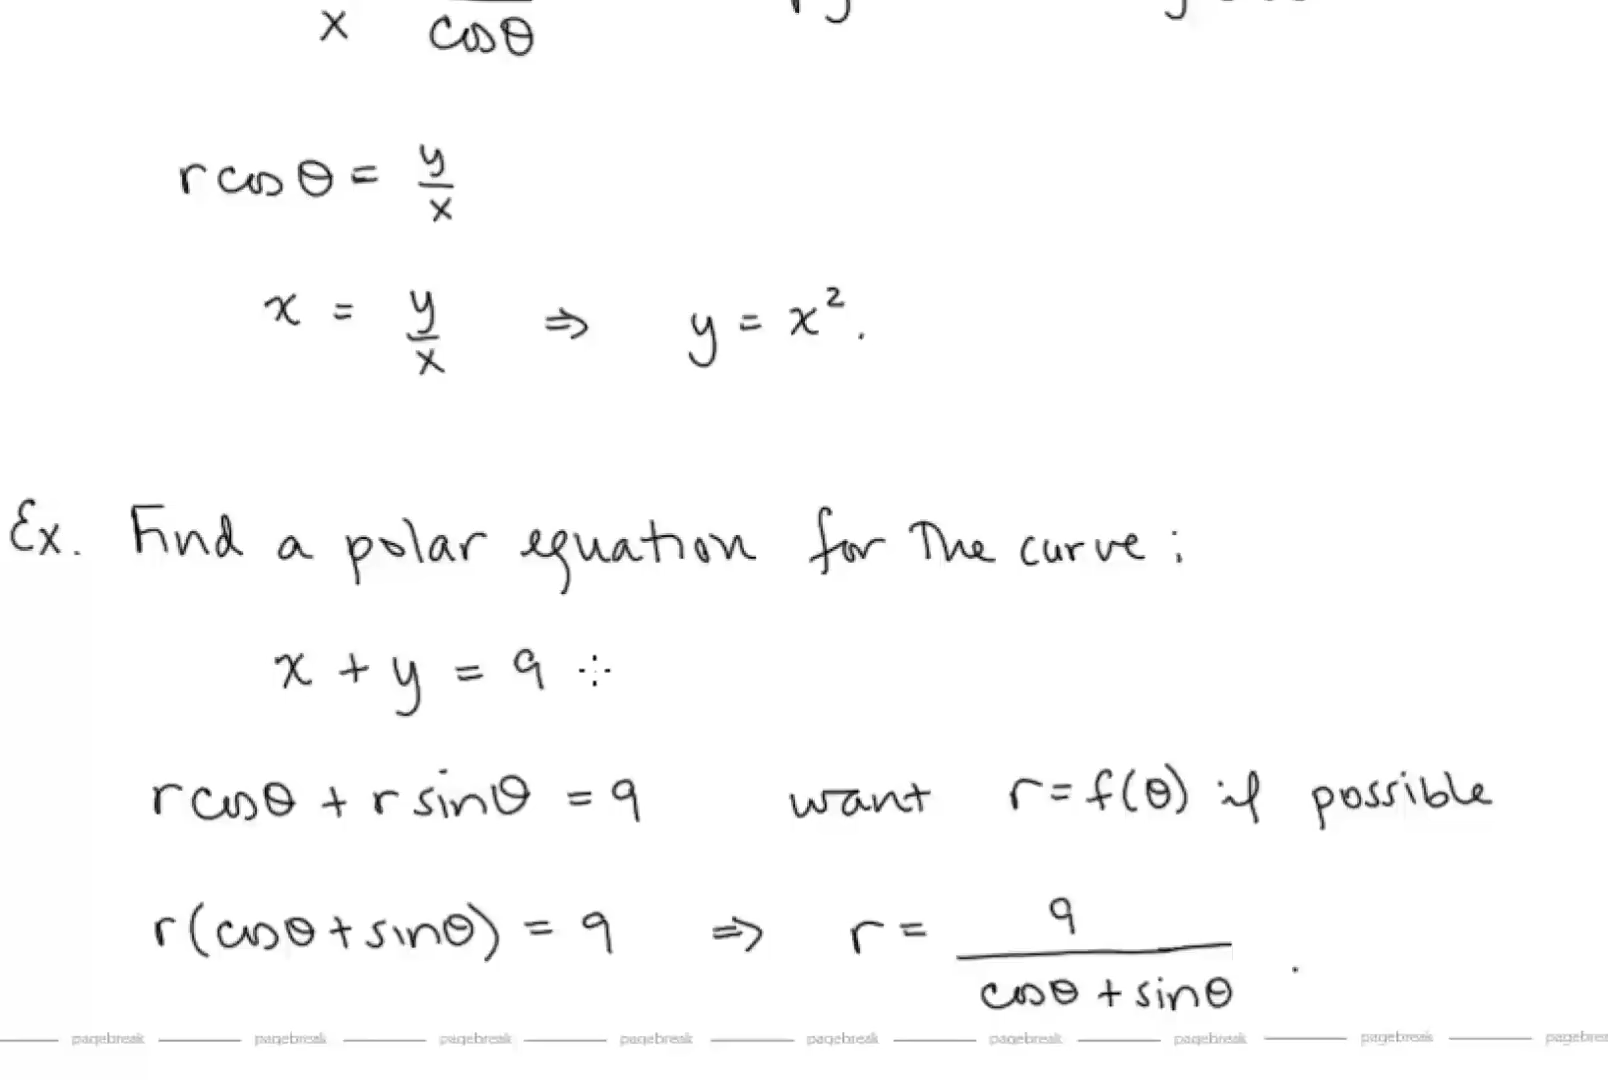 x cosθ
r cos θ = y/x
x = y/x ⇒ y = x².
Ex. Find a polar equation for the curve:
x + y = 9
r cosθ + r sinθ = 9 want r = f(θ) if possible
r(cosθ + sinθ) = 9 ⇒ r = 9/(cosθ + sinθ).
pagebreak pagebreak pagebreak pagebreak pagebreak pagebreak pagebreak pagebreak